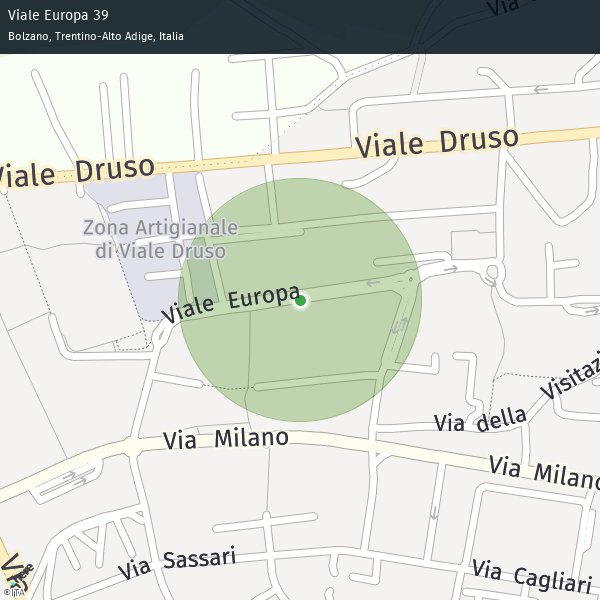 Viale Europa 39
Bolzano, Trentino-Alto Adige, Italia
Viale Druso
Viale Druso
Zona Artigianale
di Viale Druso
Viale Europa
Via della Visitazi
Via Milano
Via Milano
Via Sassari
Via Cagliari